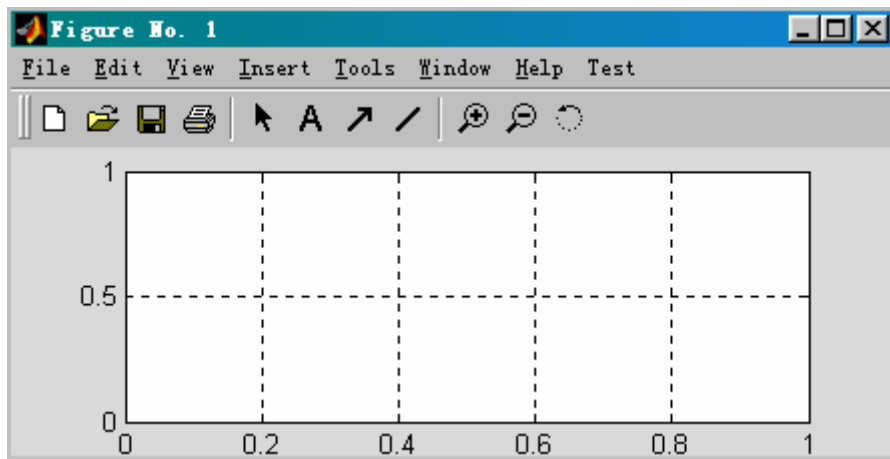 Figure No. 1
File Edit View Insert Tools Window Help Test
A
1
0.5
0
0 0.2 0.4 0.6 0.8 1